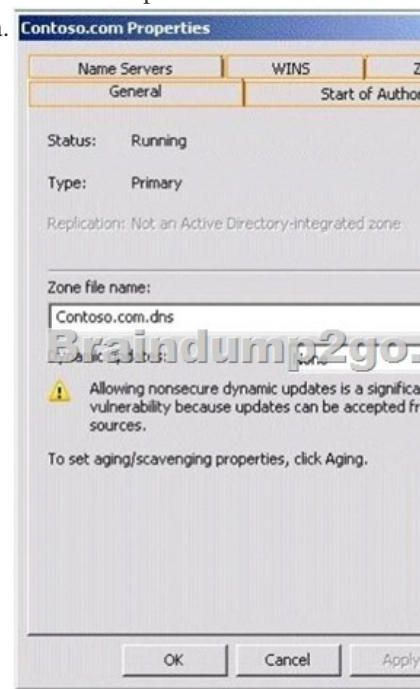 Contoso.com Properties
Name Servers WINS Z
General Start of Author
Status: Running
Type: Primary
Replication: Not an Active Directory-integrated zone
Zone file name:
Contoso.com.dns
Braindump2go.
None
Allowing nonsecure dynamic updates is a significa
vulnerability because updates can be accepted fr
sources.
To set aging/scavenging properties, click Aging.
OK Cancel Apply